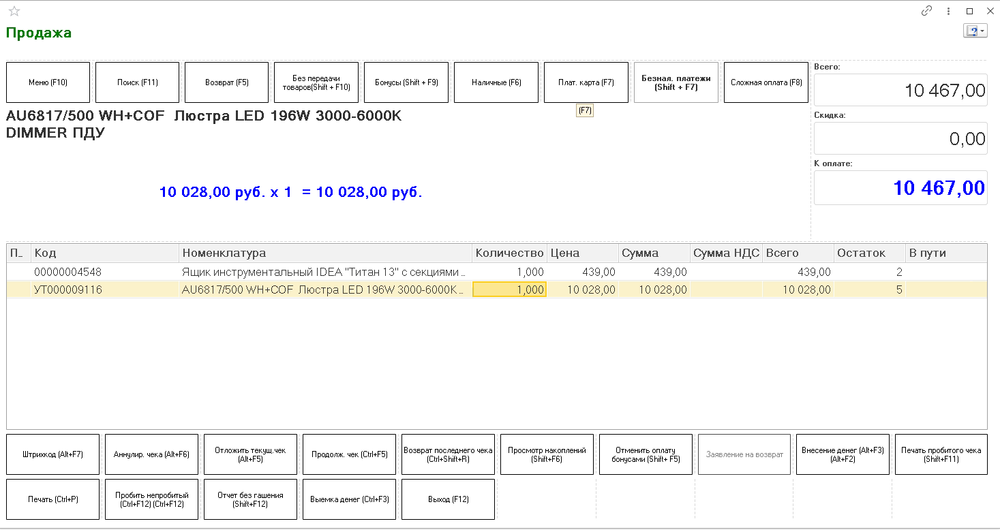 Продажа
Меню (F10)
Поиск (F11)
Возврат (F5)
Без передачи
товаров(Shift + F10)
Бонусы (Shift + F9)
Наличные (F6)
Плат. карта (F7)
Безнал. платежи
(Shift + F7)
Сложная оплата (F8)
(F7)
Всего:
10 467,00
Скидка:
0,00
К оплате:
10 467,00
AU6817/500 WH+COF Люстра LED 196W 3000-6000K
DIMMER ПДУ
10 028,00 руб. x 1 = 10 028,00 руб.
П... Код Номенклатура Количество Цена Сумма Сумма НДС Всего Остаток В пути
00000004548 Ящик инструментальный IDEA "Титан 13" с секциями ... 1,000 439,00 439,00 439,00 2
УТ000009116 AU6817/500 WH+COF Люстра LED 196W 3000-6000K ... 1,000 10 028,00 10 028,00 10 028,00 5
Штрихкод (Alt+F7)
Аннулир. чека (Alt+F6)
Отложить текущ.чек
(Alt+F5)
Продолж. чек (Ctrl+F5)
Возврат последнего чека
(Ctrl+Shift+R)
Просмотр накоплений
(Shift+F6)
Отменить оплату
бонусами (Shift+ F5)
Заявление на возврат
Внесение денег (Alt+F3)
(Alt+F2)
Печать пробитого чека
(Shift+F11)
Печать (Ctrl+P)
Пробить непробитый
(Ctrl+F12) (Ctrl+F12)
Отчет без гашения
(Shift+F12)
Выемка денег (Ctrl+F3)
Выход (F12)